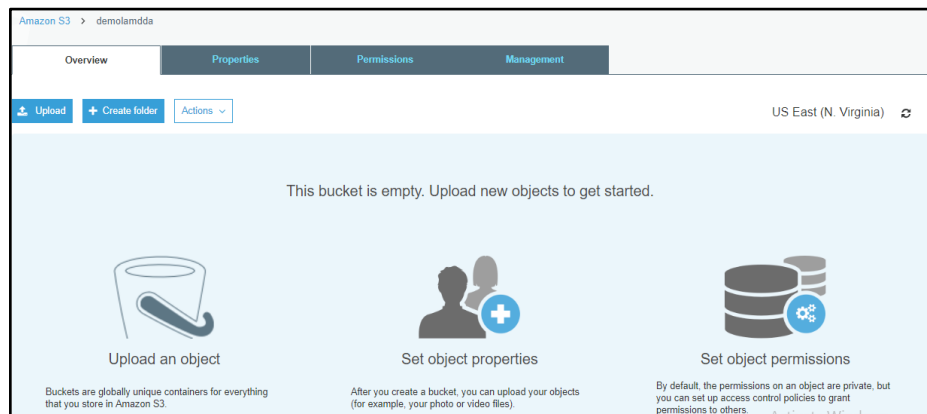 Amazon S3 > demolamdda
Overview Properties Permissions Management
Upload + Create folder Actions US East (N. Virginia)
This bucket is empty. Upload new objects to get started.
Upload an object Set object properties Set object permissions
Buckets are globally unique containers for everything
that you store in Amazon S3.
After you create a bucket, you can upload your objects
(for example, your photo or video files).
By default, the permissions on an object are private, but
you can set up access control policies to grant
permissions to others.